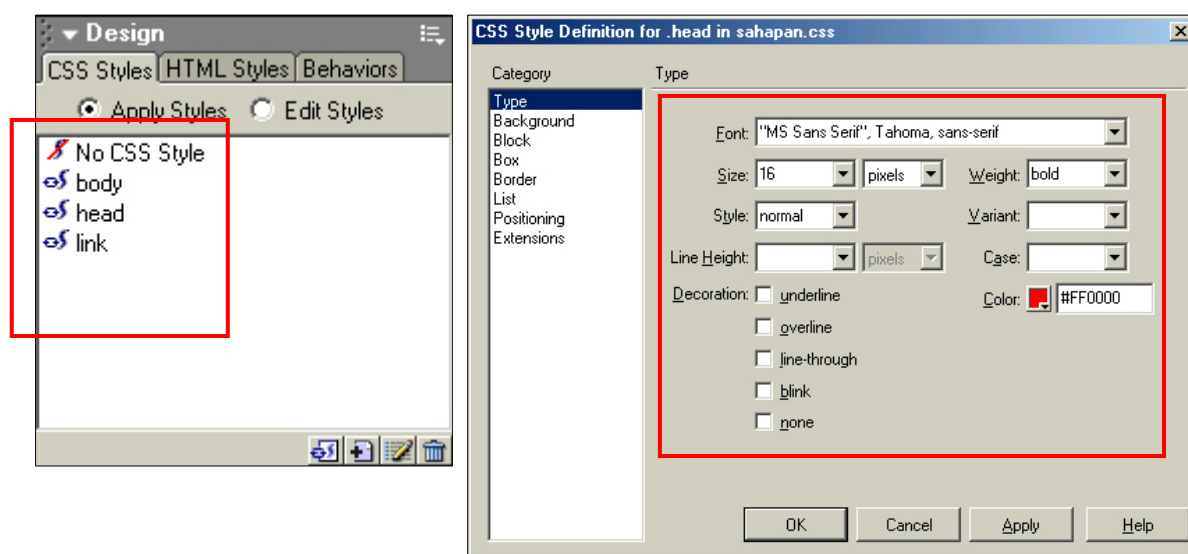 Design
CSS Styles HTML Styles Behaviors
Apply Styles Edit Styles
No CSS Style
body
head
link
CSS Style Definition for .head in sahapan.css
Category
Type
Type
Background
Block
Box
Border
List
Positioning
Extensions
Font: "MS Sans Serif", Tahoma, sans-serif
Size: 16 pixels Weight: bold
Style: normal Variant:
Line Height: pixels Case:
Decoration: underline Color: #FF0000
overline
line-through
blink
none
OK Cancel Apply Help